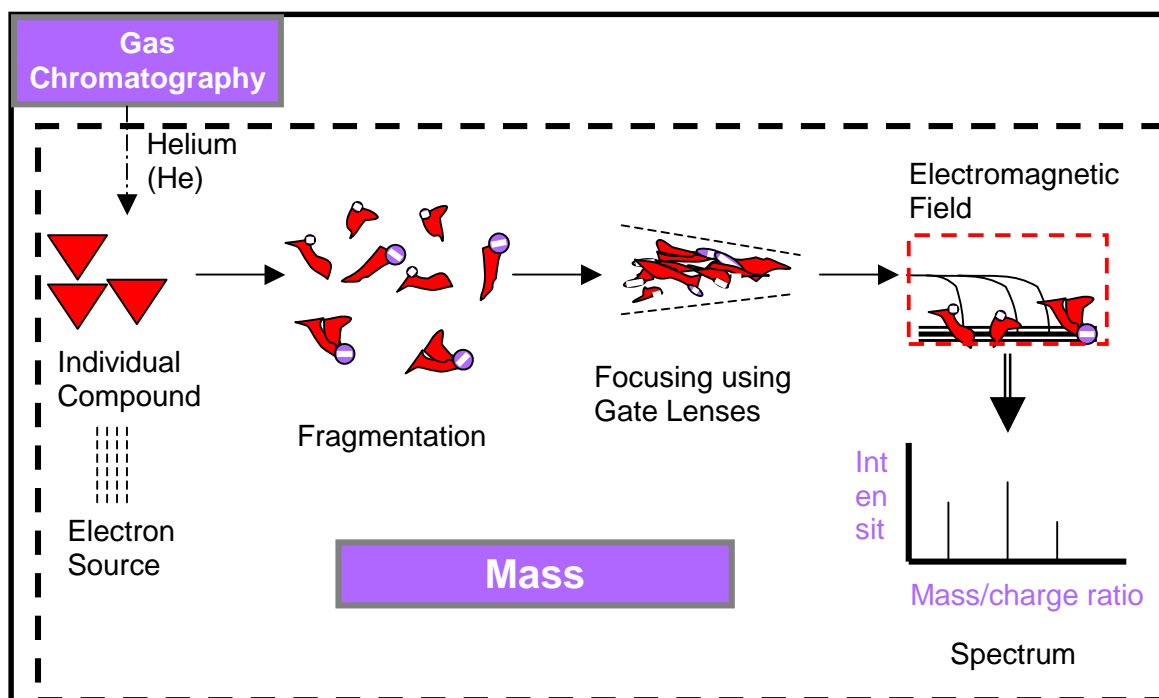 Gas
Chromatography
Helium
(He)
Electromagnetic
Field
Individual
Compound
Fragmentation
Focusing using
Gate Lenses
Electron
Source
Mass
Int
en
sit
Mass/charge ratio
Spectrum